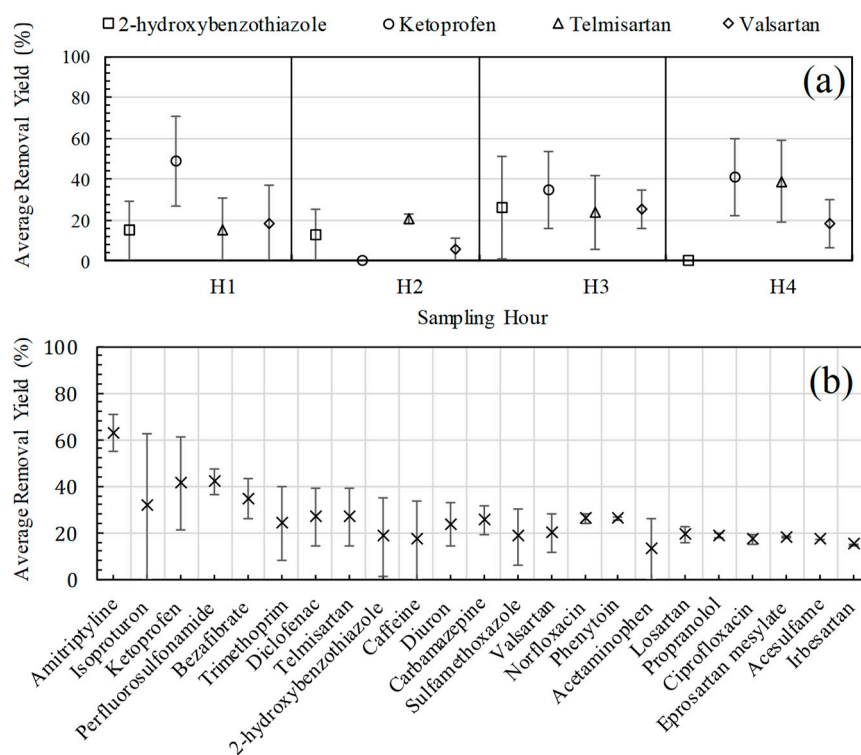 2-hydroxybenzothiazole Ketoprofen Telmisartan Valsartan
Average Removal Yield (%)
100
80
60
40
20
0
(a)
H1 H2 H3 H4
Sampling Hour
Average Removal Yield (%)
100
80
60
40
20
0
(b)
Amitriptyline
Isoproturon
Ketoprofen
Perfluorosulfonamide
Bezafibrate
Trimethoprim
Diclofenac
Telmisartan
2-hydroxybenzothiazole
Caffeine
Diuron
Carbamazepine
Sulfamethoxazole
Valsartan
Norfloxacin
Phenytoin
Acetaminophen
Losartan
Propranolol
Ciprofloxacin
Eprosartan mesylate
Acesulfame
Irbesartan